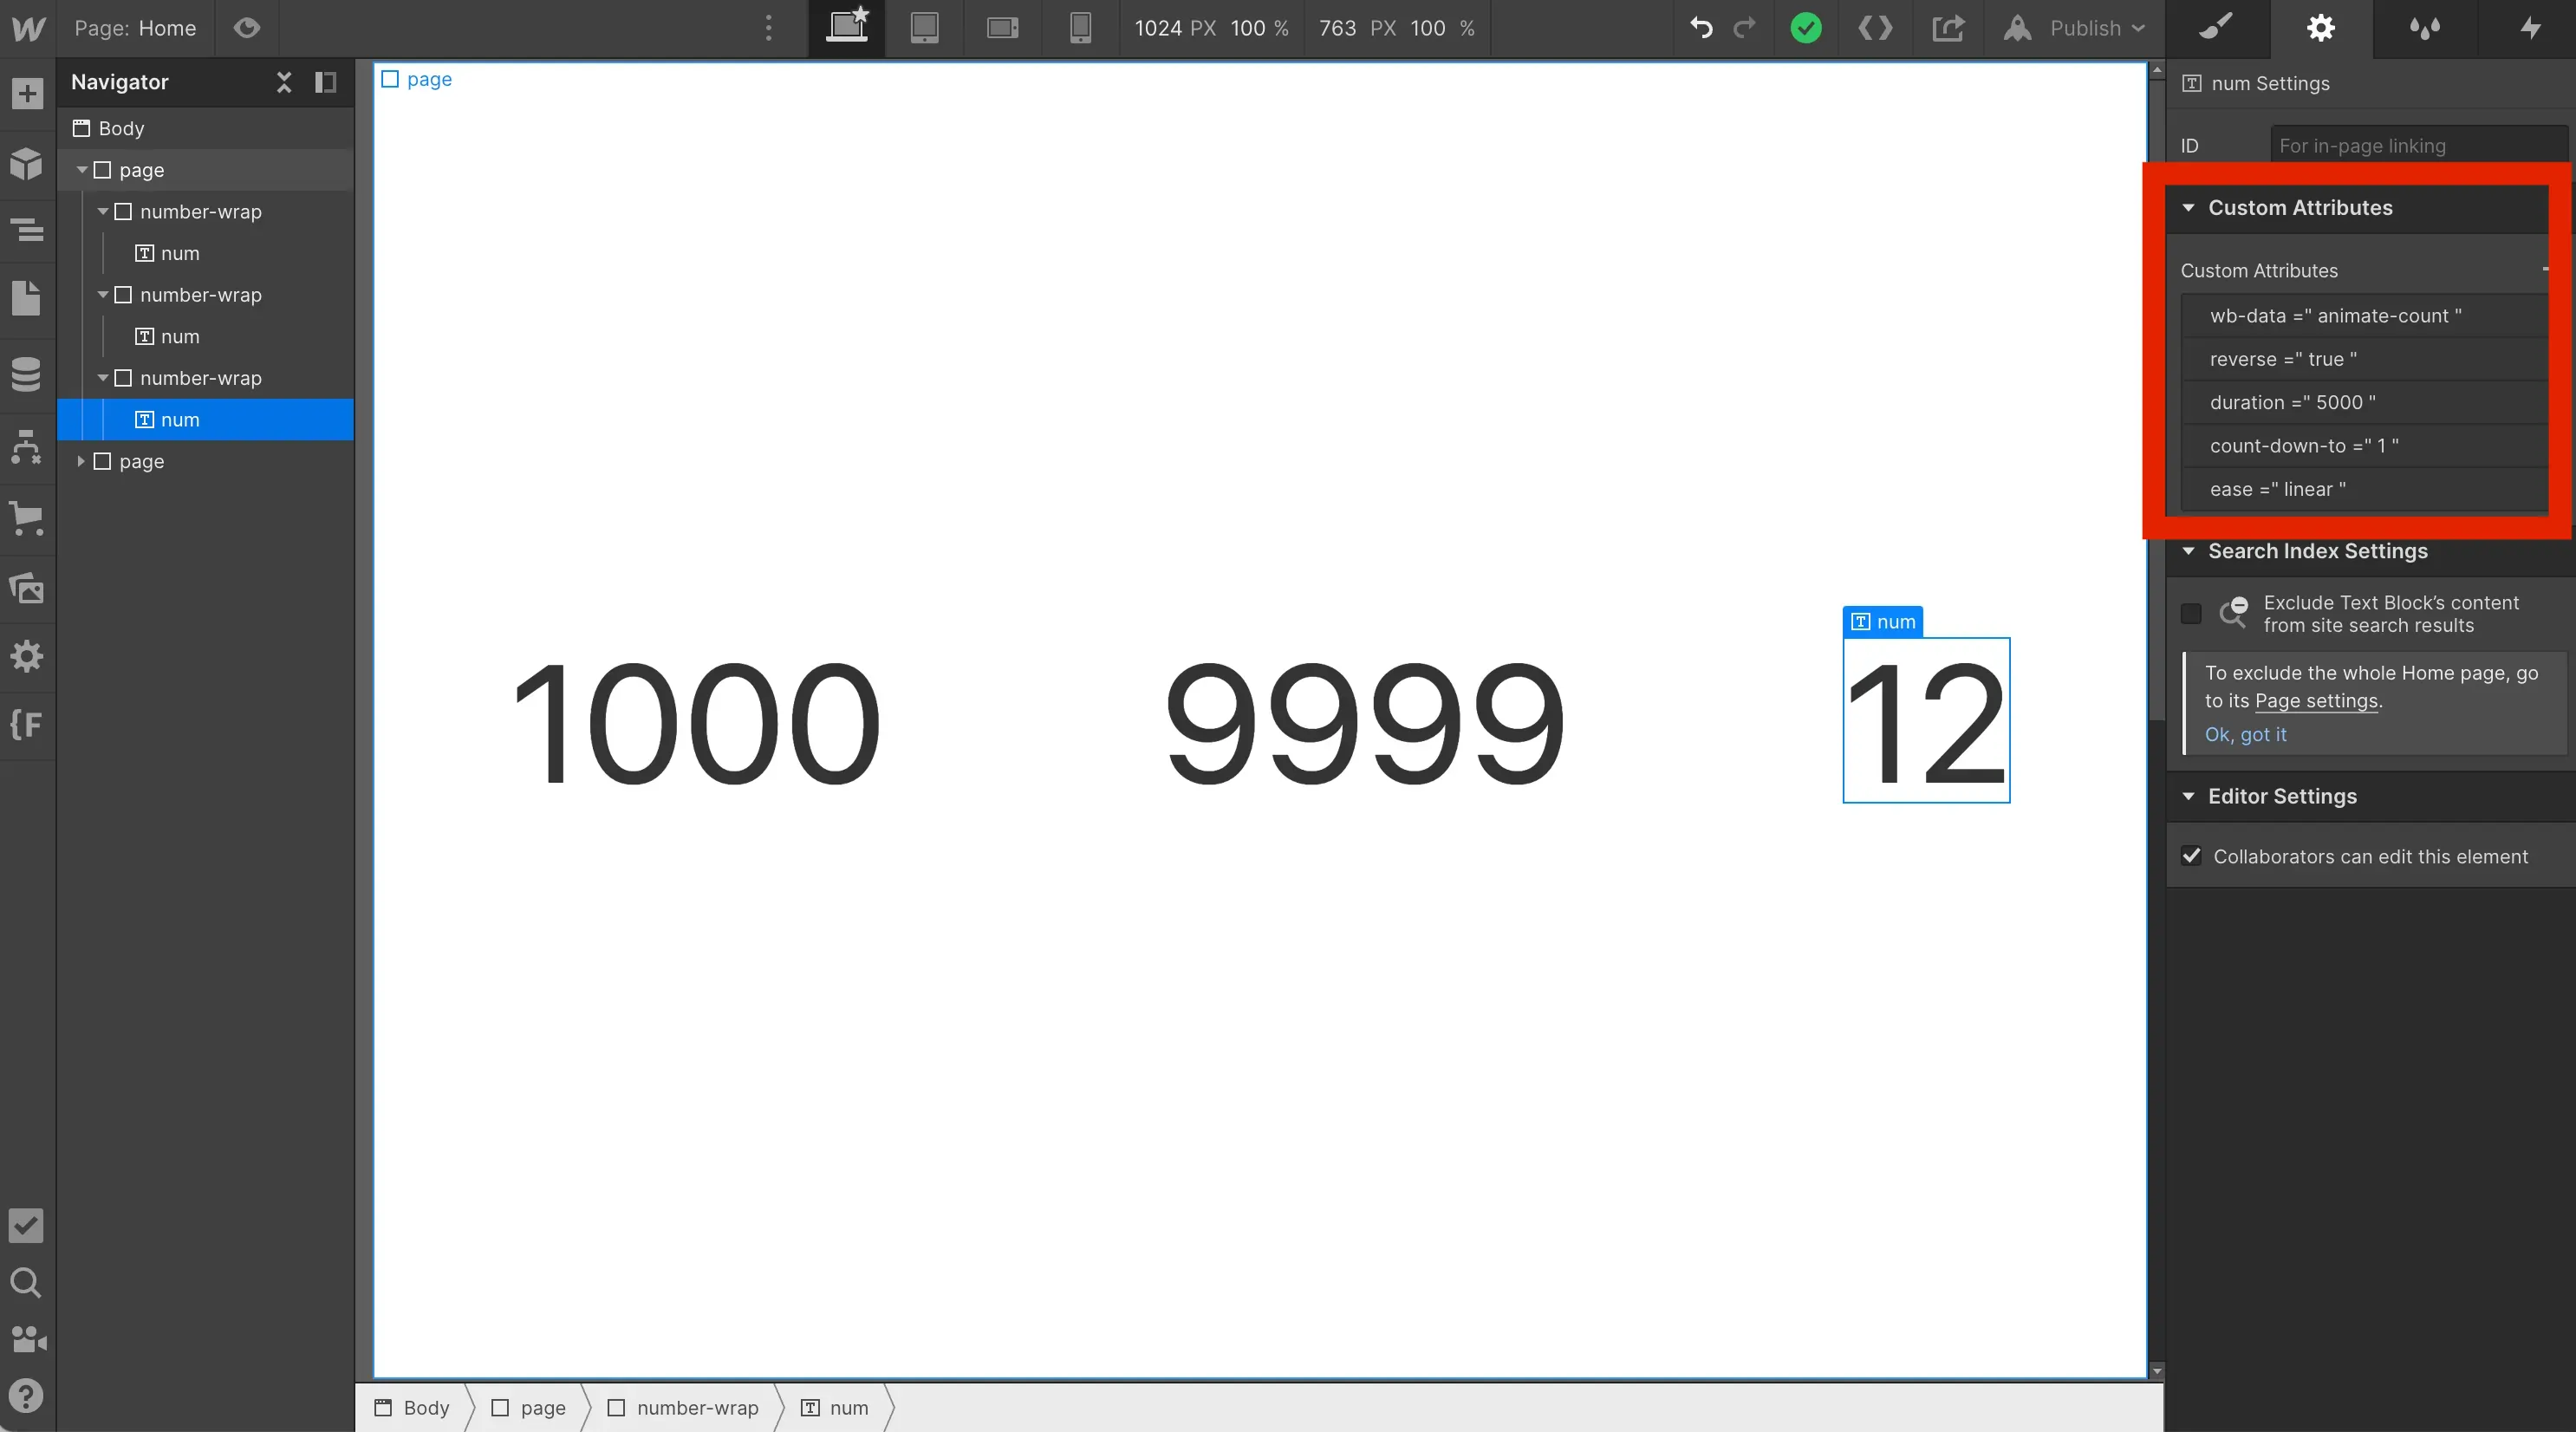 Page: Home
1024 PX 100 %
763 PX 100 %
Publish
Navigator
Body
page
number-wrap
num
number-wrap
num
number-wrap
num
page
page
1000
9999
num
12
Body
page
number-wrap
num
num Settings
ID
For in-page linking
Custom Attributes
Custom Attributes
wb-data =" animate-count "
reverse =" true "
duration =" 5000 "
count-down-to =" 1 "
ease =" linear "
Search Index Settings
Exclude Text Block’s content
from site search results
To exclude the whole Home page, go
to its Page settings.
Ok, got it
Editor Settings
Collaborators can edit this element